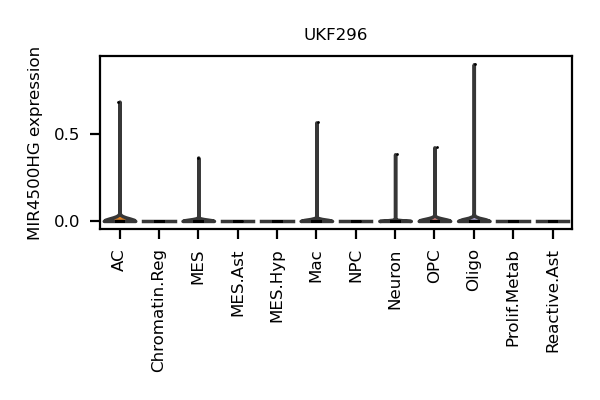 UKF296
MIR4500HG expression
0.5
0.0
AC
Chromatin.Reg
MES
MES.Ast
MES.Hyp
Mac
NPC
Neuron
OPC
Oligo
Prolif.Metab
Reactive.Ast